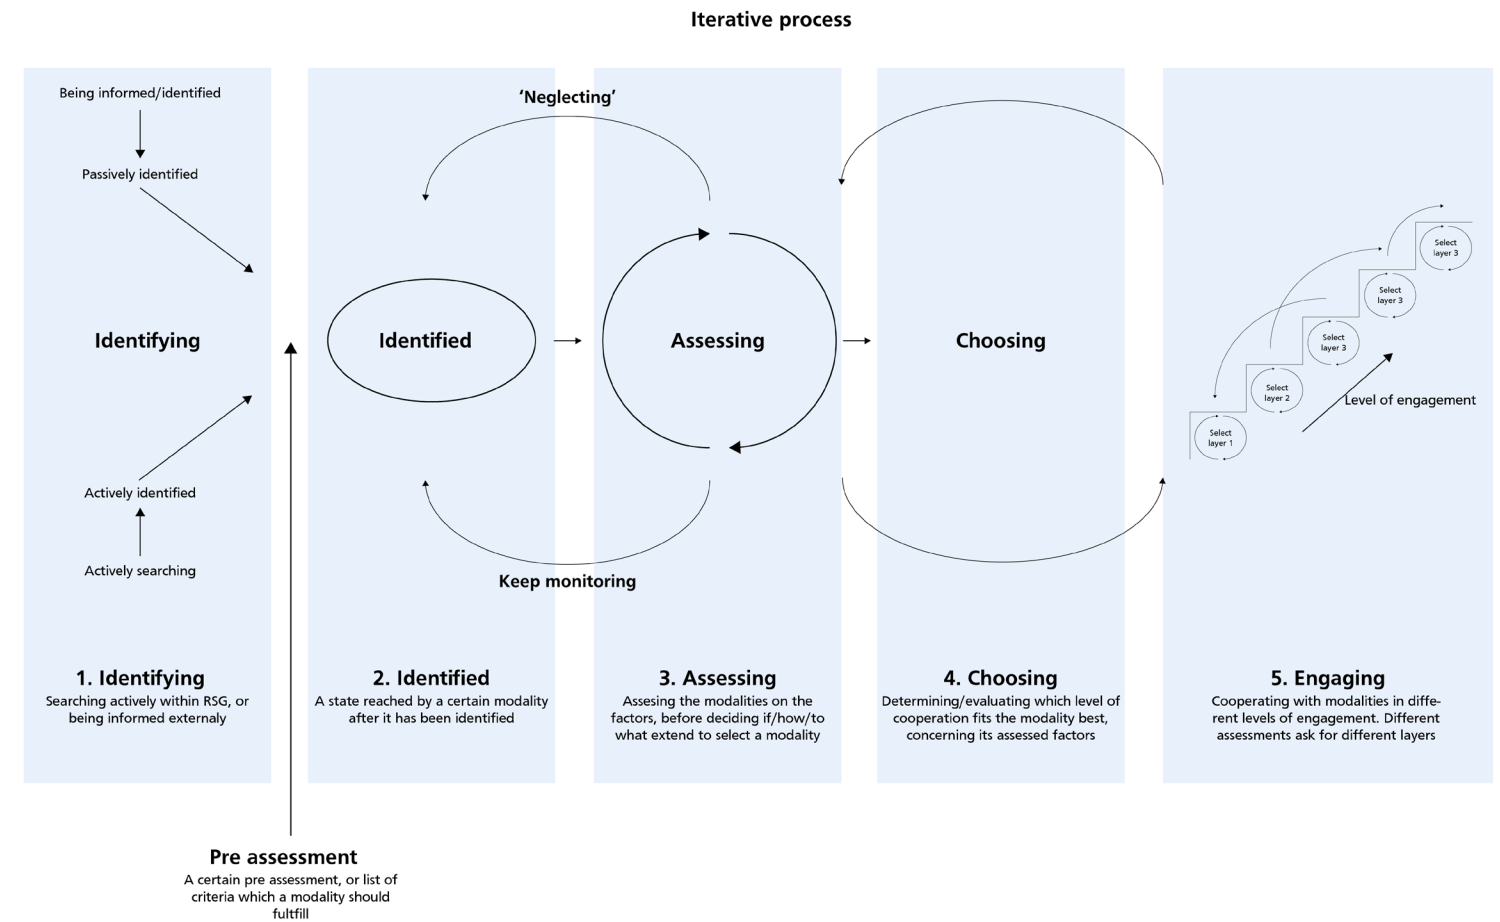 Iterative process
Being informed/identified
Passively identified
Identifying
Actively identified
Actively searching
1. Identifying
Searching actively within RSG, or
being informed externaly
Pre assessment
A certain pre assessment, or list of
criteria which a modality should
fultfill
‘Neglecting’
Identified
Keep monitoring
2. Identified
A state reached by a certain modality
after it has been identified
Assessing
3. Assessing
Assesing the modalities on the
factors, before deciding if/how/to
what extend to select a modality
Choosing
4. Choosing
Determining/evaluating which level of
cooperation fits the modality best,
concerning its assessed factors
Select
layer 3
Select
layer 3
Select
layer 3
Select
layer 2
Select
layer 1
Level of engagement
5. Engaging
Cooperating with modalities in diffe-
rent levels of engagement. Different
assessments ask for different layers